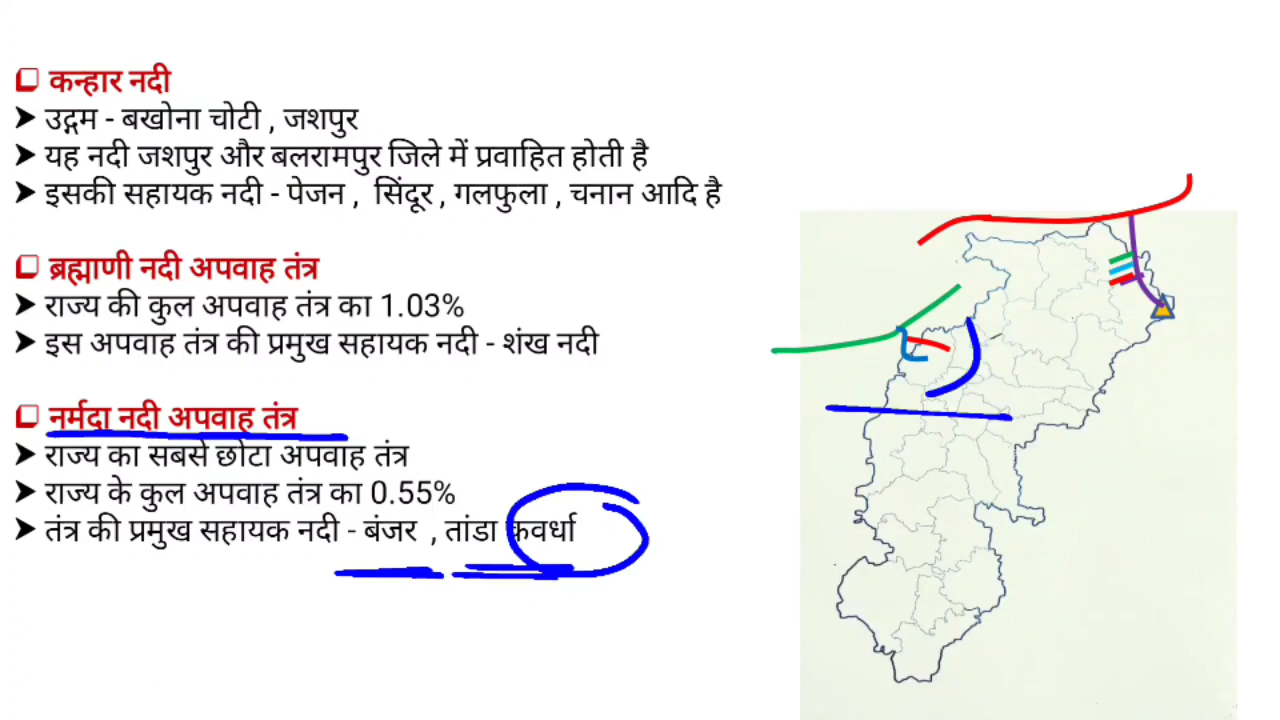 कन्हार नदी
उद्गम - बखोना चोटी , जशपुर
यह नदी जशपुर और बलरामपुर जिले में प्रवाहित होती है
इसकी सहायक नदी - पेजन , सिंदूर , गलफुला , चनान आदि है
ब्रह्माणी नदी अपवाह तंत्र
राज्य की कुल अपवाह तंत्र का 1.03%
इस अपवाह तंत्र की प्रमुख सहायक नदी - शंख नदी
नर्मदा नदी अपवाह तंत्र
राज्य का सबसे छोटा अपवाह तंत्र
राज्य के कुल अपवाह तंत्र का 0.55%
तंत्र की प्रमुख सहायक नदी - बंजर , तांडा कवर्धा